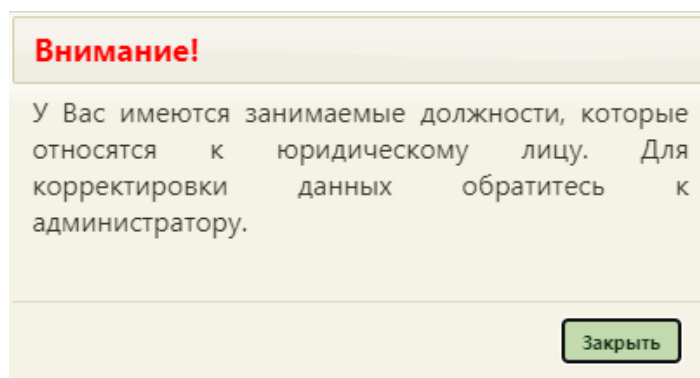 Внимание!
У Вас имеются занимаемые должности, которые
относятся к юридическому лицу. Для
корректировки данных обратитесь к
администратору.
Закрыть